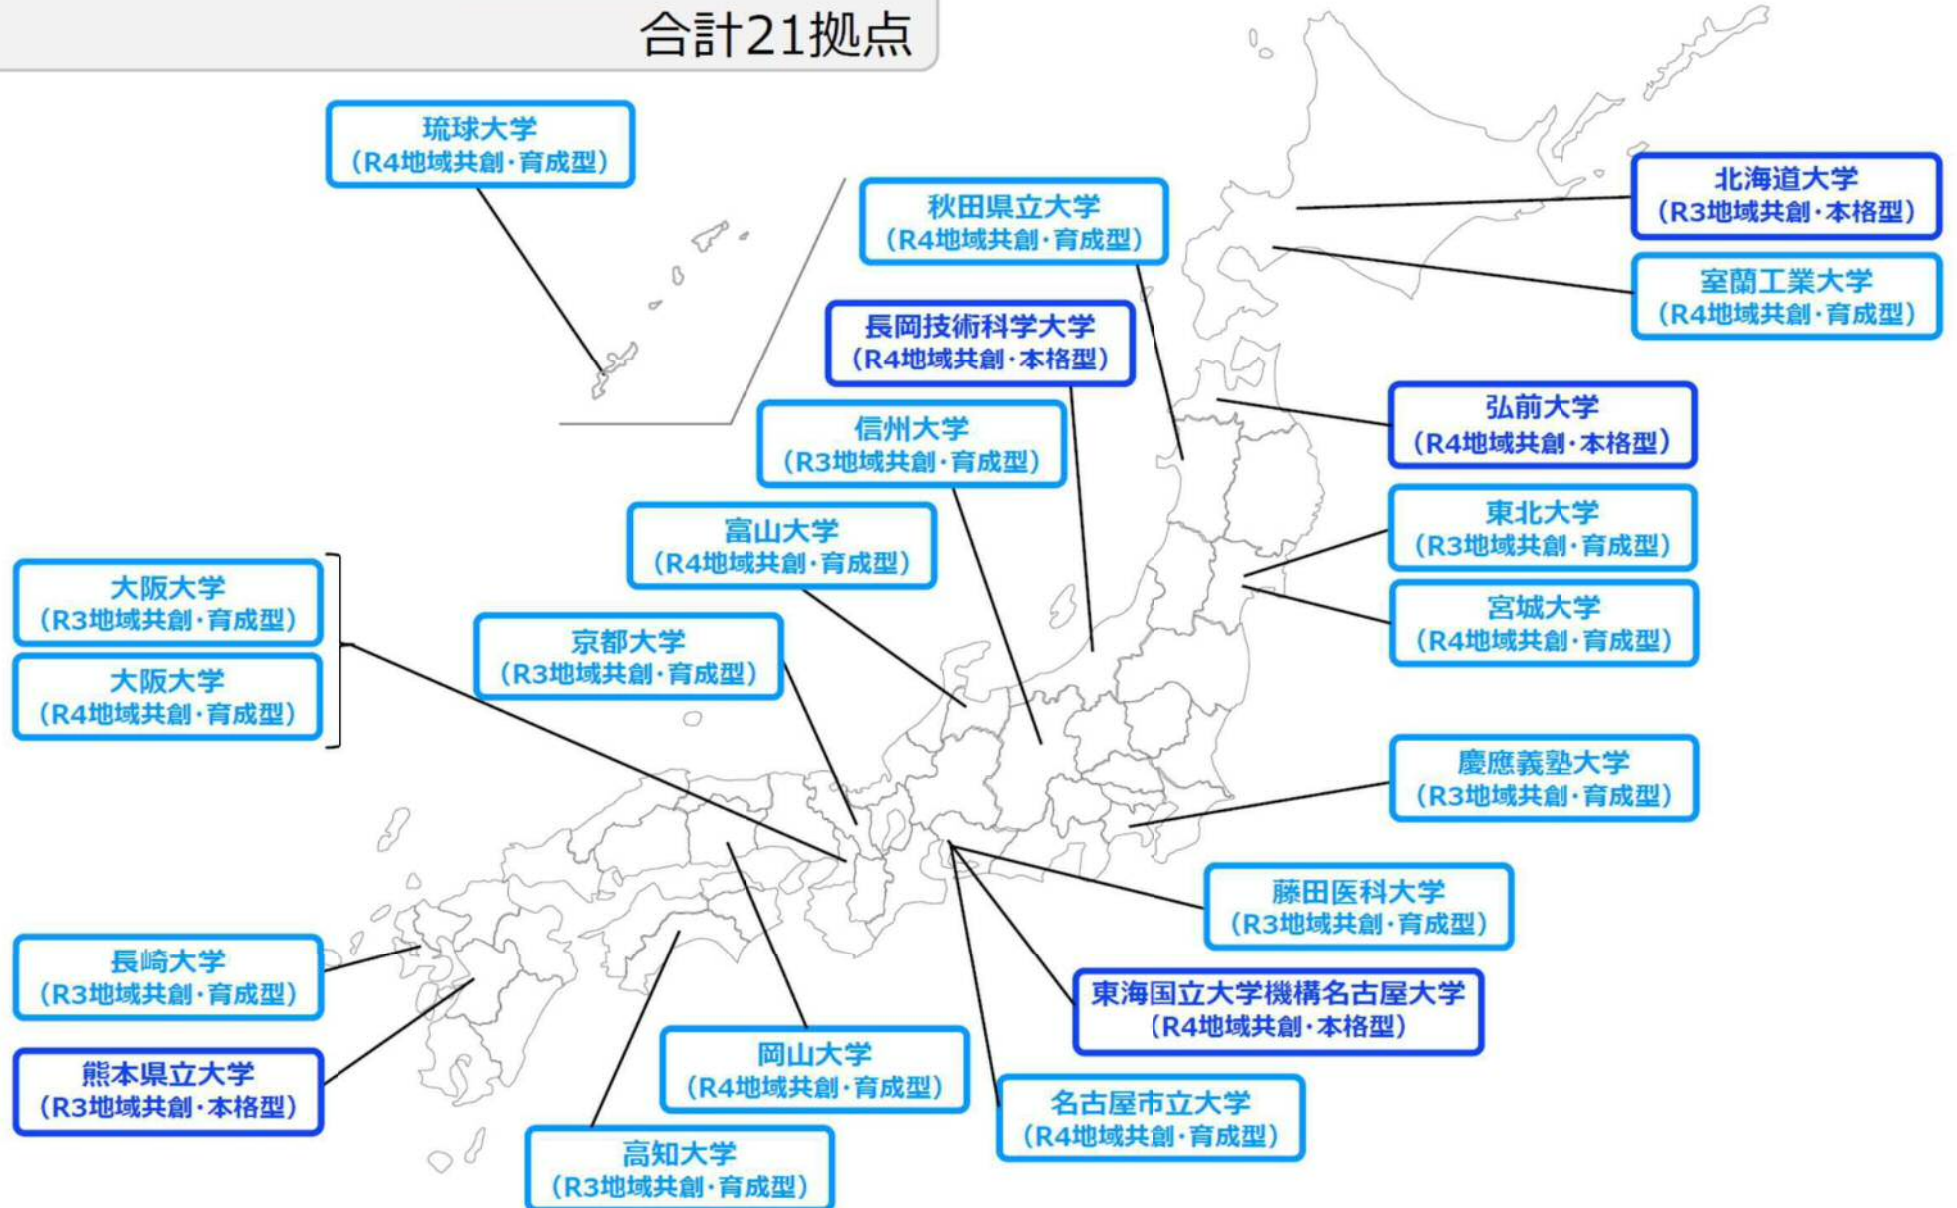 合計21拠点
琉球大学
(R4地域共創・育成型)
秋田県立大学
(R4地域共創・育成型)
北海道大学
(R3地域共創・本格型)
室蘭工業大学
(R4地域共創・育成型)
長岡技術科学大学
(R4地域共創・本格型)
弘前大学
(R4地域共創・本格型)
信州大学
(R3地域共創・育成型)
東北大学
(R3地域共創・育成型)
富山大学
(R4地域共創・育成型)
宮城大学
(R4地域共創・育成型)
大阪大学
(R3地域共創・育成型)
大阪大学
(R4地域共創・育成型)
京都大学
(R3地域共創・育成型)
慶應義塾大学
(R3地域共創・育成型)
藤田医科大学
(R3地域共創・育成型)
長崎大学
(R3地域共創・育成型)
東海国立大学機構名古屋大学
(R4地域共創・本格型)
熊本県立大学
(R3地域共創・本格型)
岡山大学
(R4地域共創・育成型)
名古屋市立大学
(R4地域共創・育成型)
高知大学
(R3地域共創・育成型)